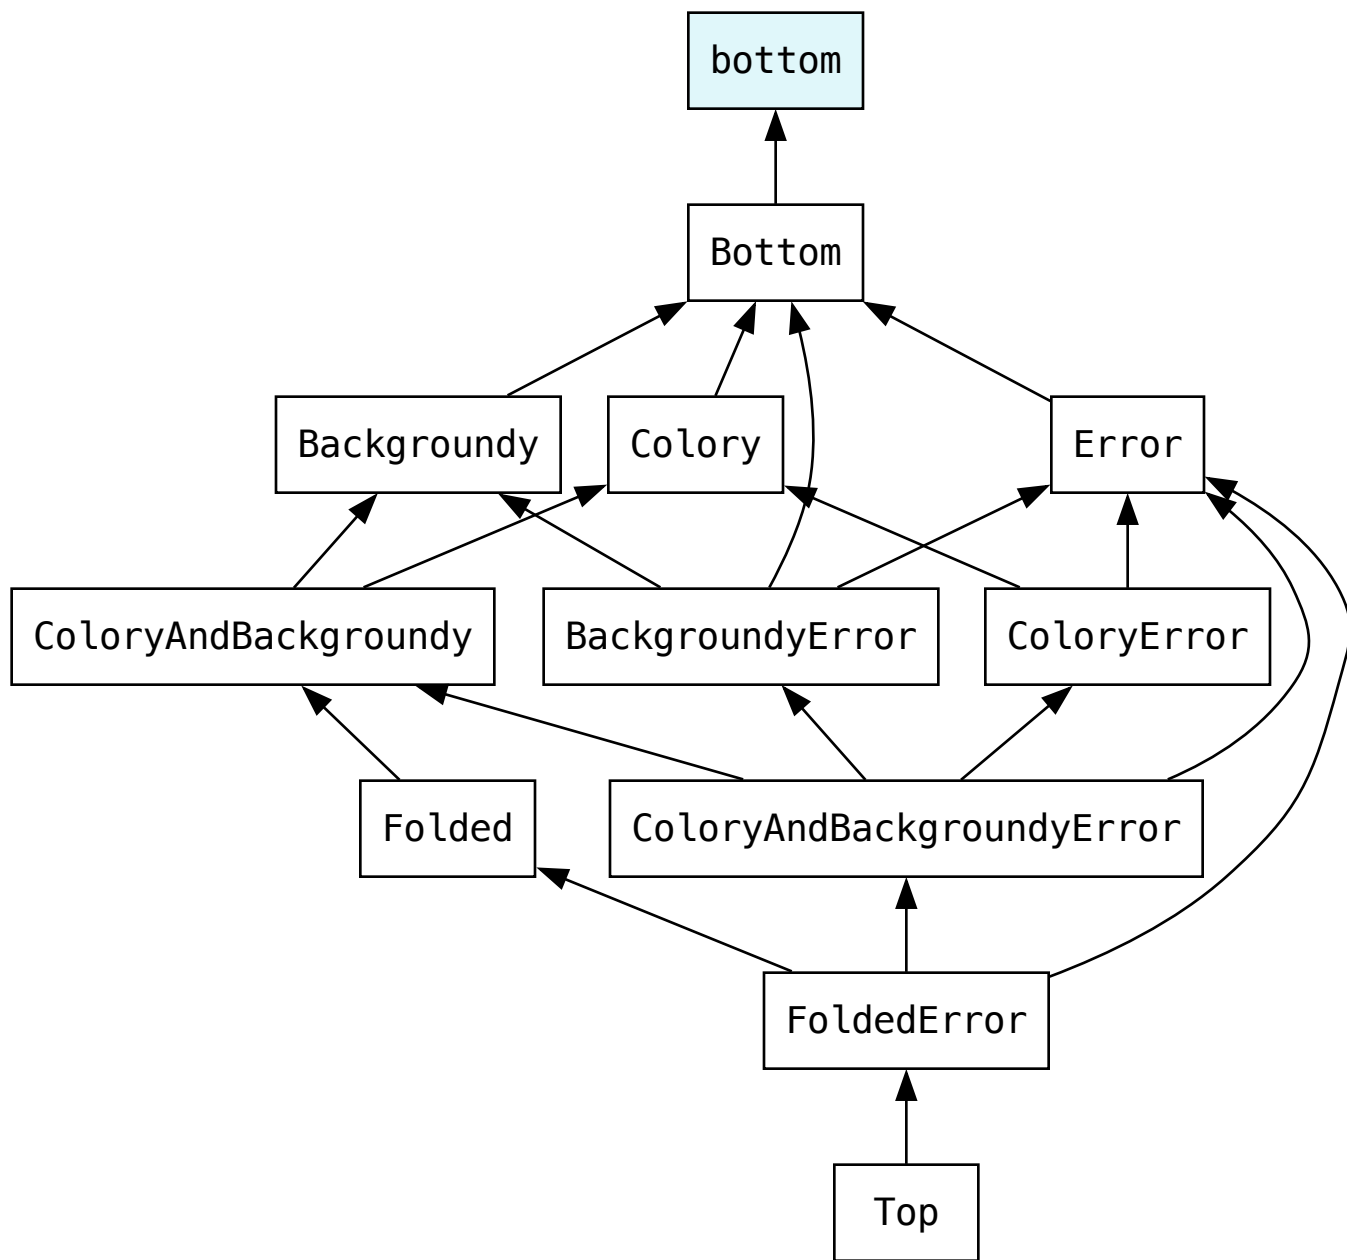 bottom
Bottom
Backgroundy
Colory
Error
ColoryAndBackgroundy
BackgroundyError
ColoryError
Folded
ColoryAndBackgroundyError
FoldedError
Top